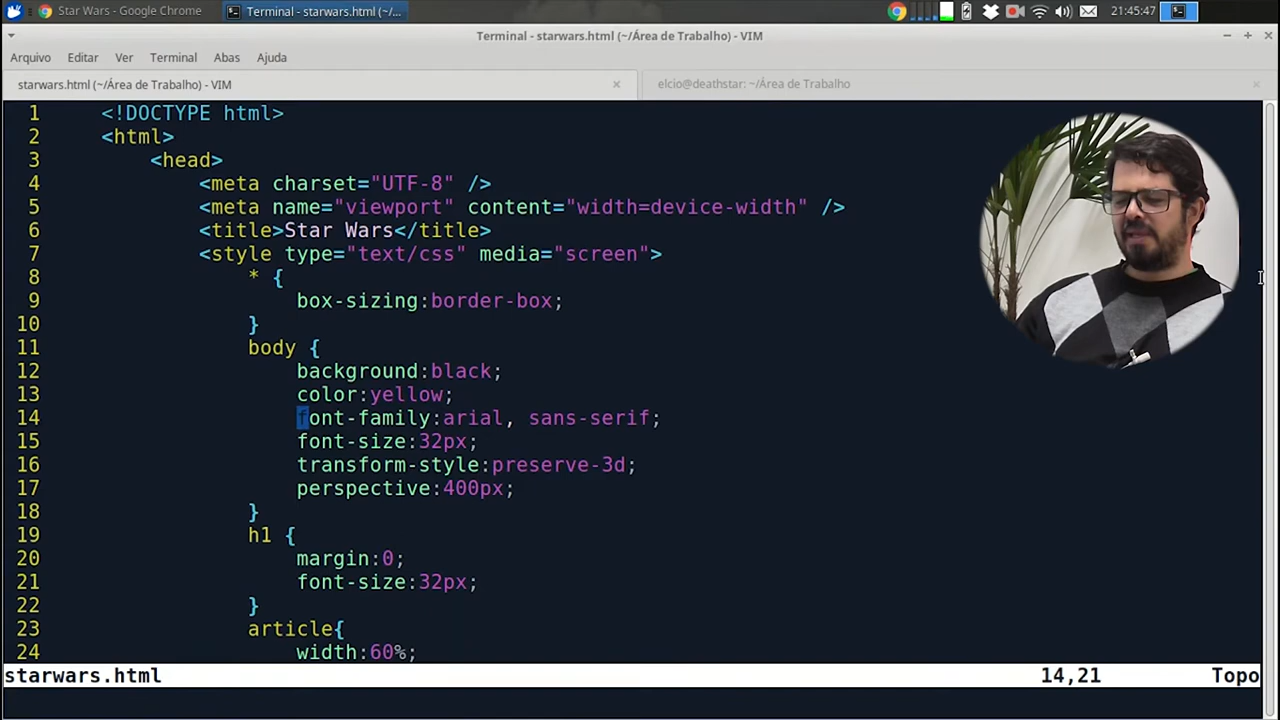 Star Wars - Google Chrome
Terminal - starwars.html (~/...
21:45:47
Terminal - starwars.html (~/Área de Trabalho) - VIM
Arquivo Editar Ver Terminal Abas Ajuda
starwars.html (~/Área de Trabalho) - VIM
elcio@deathstar: ~/Área de Trabalho
1 <!DOCTYPE html>
2 <html>
3 <head>
4 <meta charset="UTF-8" />
5 <meta name="viewport" content="width=device-width" />
6 <title>Star Wars</title>
7 <style type="text/css" media="screen">
8 * {
9 box-sizing:border-box;
10 }
11 body {
12 background:black;
13 color:yellow;
14 font-family:arial, sans-serif;
15 font-size:32px;
16 transform-style:preserve-3d;
17 perspective:400px;
18 }
19 h1 {
20 margin:0;
21 font-size:32px;
22 }
23 article{
24 width:60%;
starwars.html 14,21 Topo